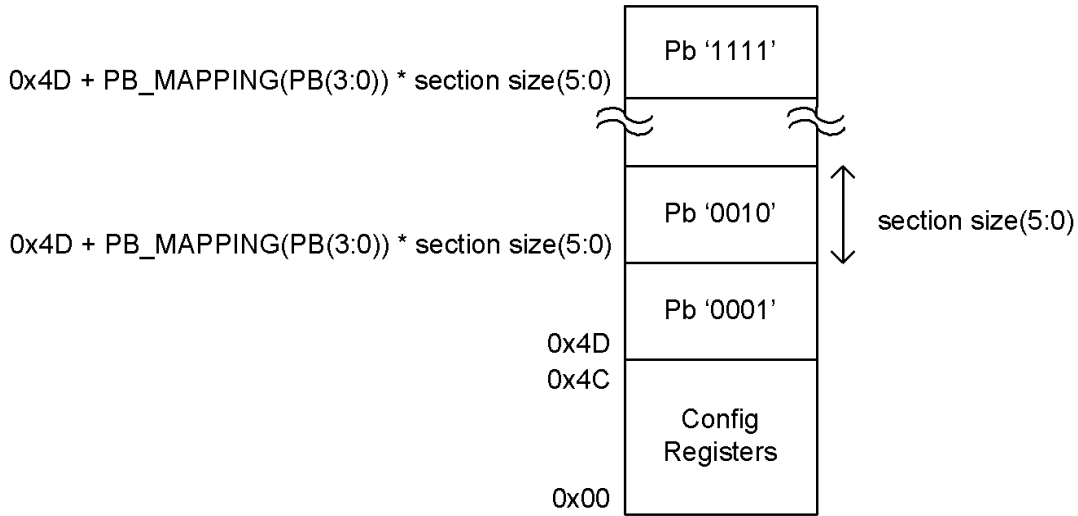 Pb ‘1111’
0x4D + PB_MAPPING(PB(3:0)) * section size(5:0)
Pb ‘0010’
section size(5:0)
0x4D + PB_MAPPING(PB(3:0)) * section size(5:0)
Pb ‘0001’
0x4D
0x4C
Config
Registers
0x00